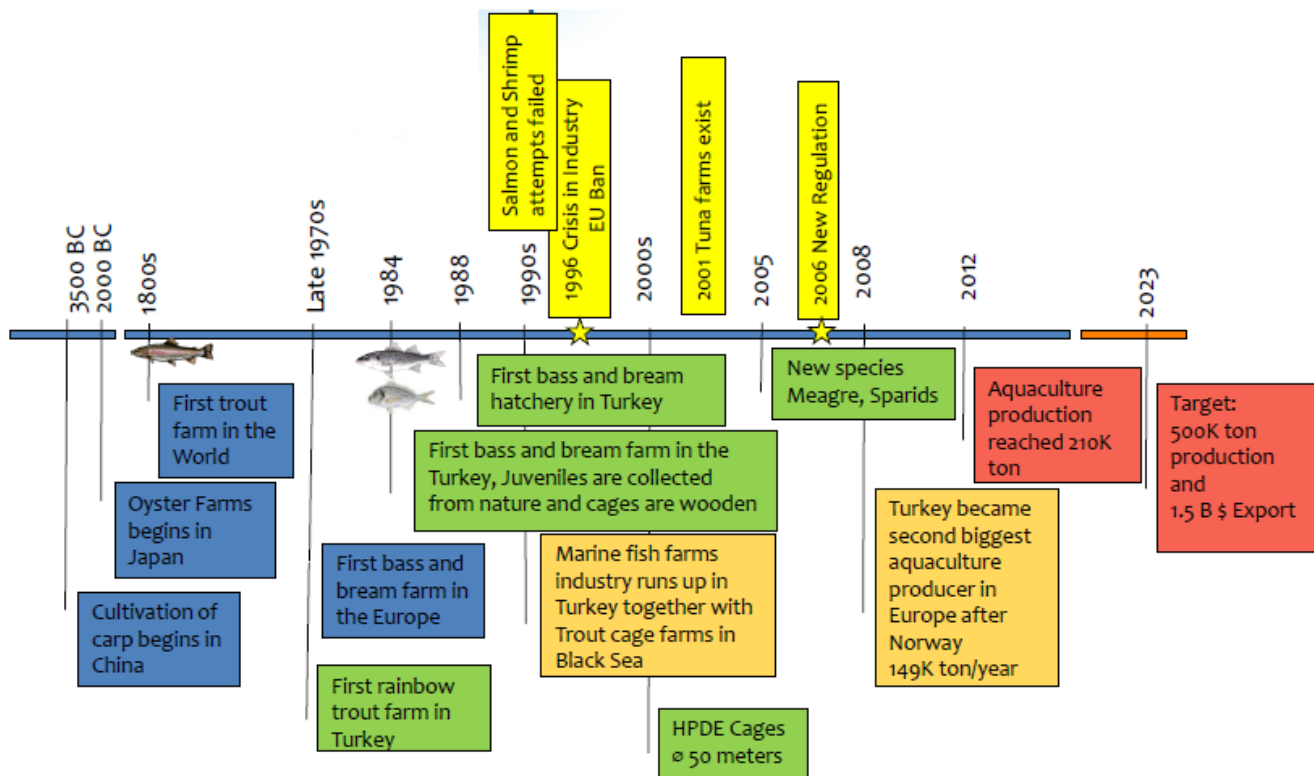 Salmon and Shrimp
attempts failed
1996 Crisis in Industry
EU Ban
2001 Tuna farms exist
2006 New Regulation
3500 BC
2000 BC
1800s
Late 1970s
1984
1988
1990s
2000s
2005
2008
2012
2023
First trout
farm in the
World
Oyster Farms
begins in
Japan
Cultivation of
carp begins in
China
First bass and bream
hatchery in Turkey
First bass and bream farm in the
Turkey, Juveniles are collected
from nature and cages are wooden
First bass and
bream farm in
the Europe
First rainbow
trout farm in
Turkey
Marine fish farms
industry runs up in
Turkey together with
Trout cage farms in
Black Sea
HPDE Cages
ø 50 meters
New species
Meagre, Sparids
Turkey became
second biggest
aquaculture
producer in
Europe after
Norway
149K ton/year
Aquaculture
production
reached 210K
ton
Target:
500K ton
production
and
1.5 B $ Export